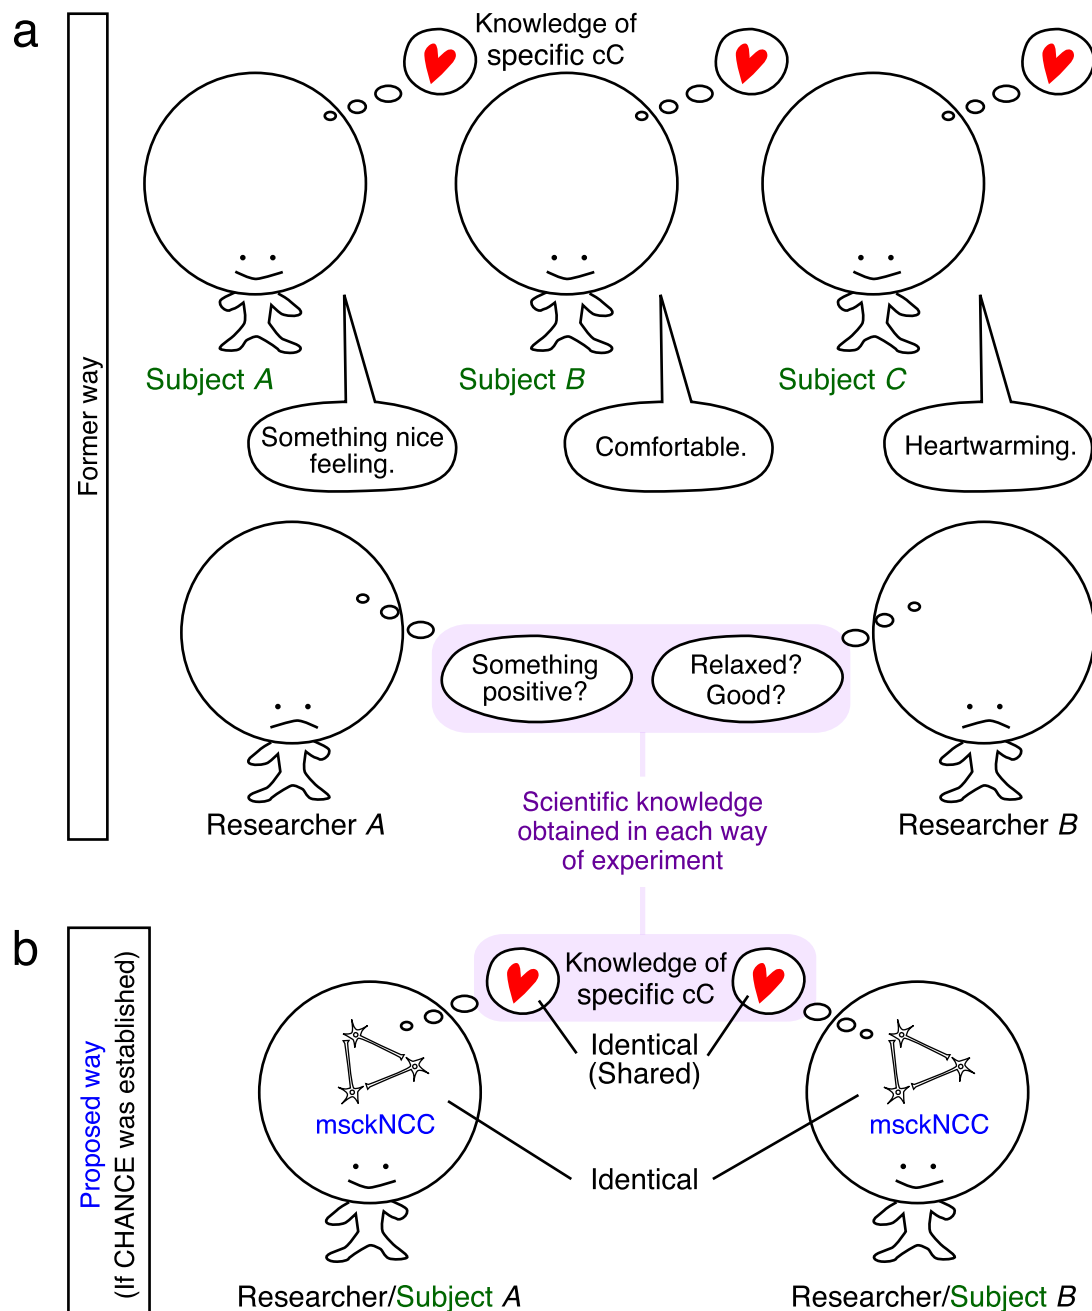 a
Former way
Knowledge of
specific cC
Subject A
Subject B
Subject C
Something nice
feeling.
Comfortable.
Heartwarming.
Something
positive?
Relaxed?
Good?
Researcher A
Researcher B
Scientific knowledge
obtained in each way
of experiment
b
Proposed way
(If CHANCE was established)
Knowledge of
specific cC
Identical
(Shared)
msckNCC
msckNCC
Identical
Researcher/Subject A
Researcher/Subject B